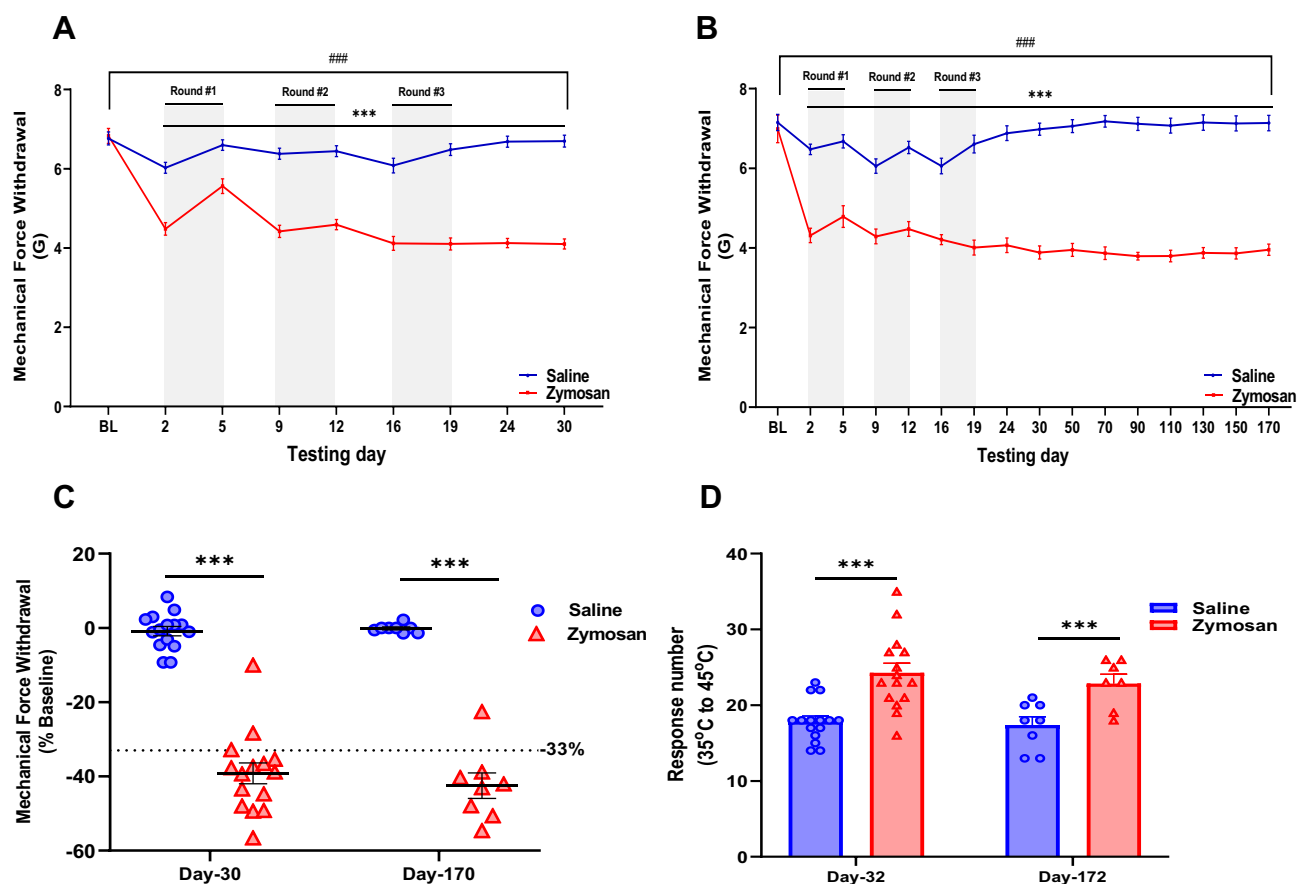 A
###
Round #1 Round #2 Round #3
***
Mechanical Force Withdrawal
(G)
8
6
4
2
0
Saline
Zymosan
BL 2 5 9 12 16 19 24 30
Testing day
B
###
Round #1 Round #2 Round #3
***
Mechanical Force Withdrawal
(G)
8
6
4
2
0
Saline
Zymosan
BL 2 5 9 12 16 19 24 30 50 70 90 110 130 150 170
Testing day
C
*** ***
Mechanical Force Withdrawal
(% Baseline)
20
0
-20
-40
-60
Saline
Zymosan
-33%
Day-30 Day-170
D
*** ***
Response number
(35°C to 45°C)
40
30
20
10
0
Saline
Zymosan
Day-32 Day-172